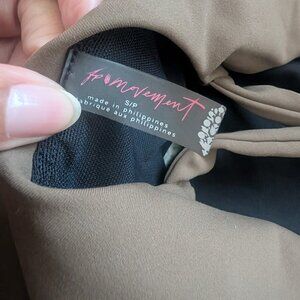 fp movement
S/P
made in philippines
fabriqué aux philippines